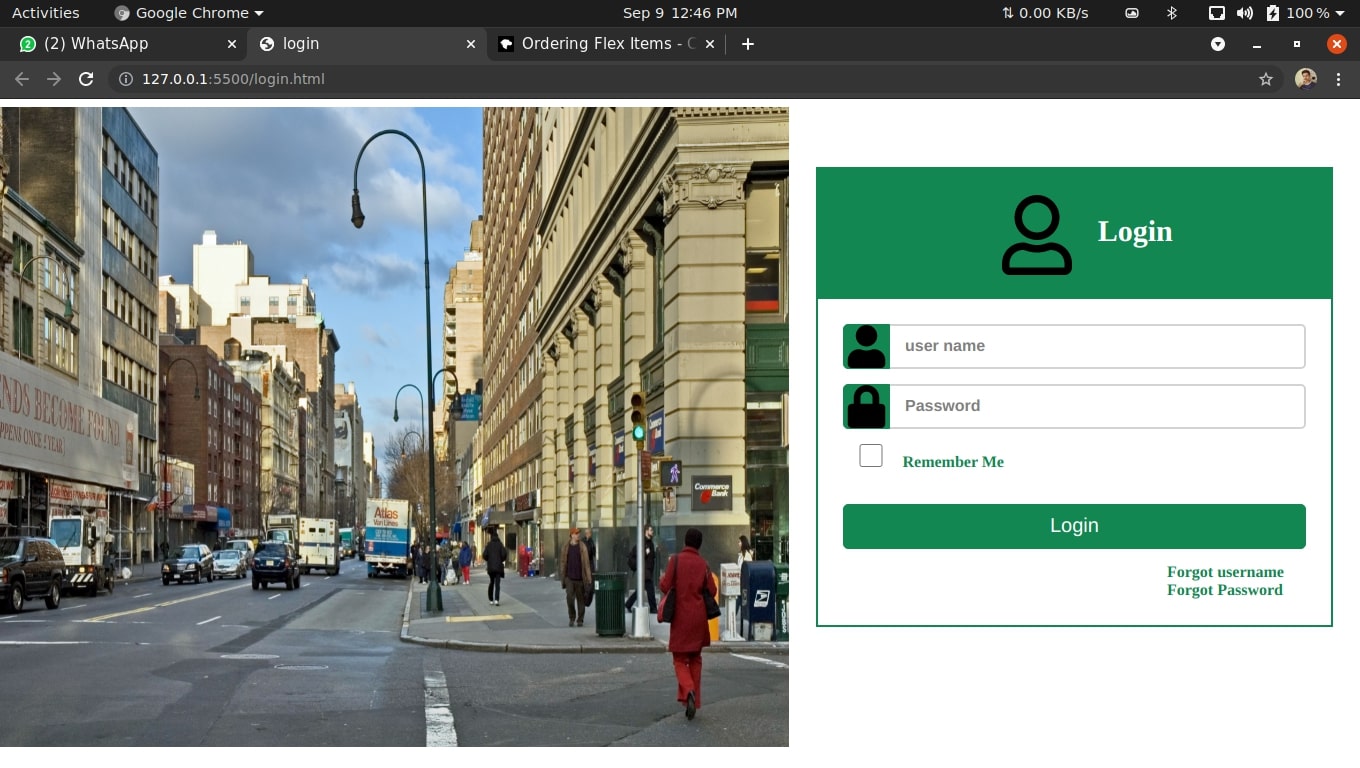 Activities Google Chrome Sep 9 12:46 PM 0.00 KB/s 100 %
2 (2) WhatsApp login Ordering Flex Items - C
127.0.0.1:5500/login.html
NDS BECOME FOUND
PPENS ONCE A YEAR
Atlas
Van Lines
Commerce
Bank
Login
user name
Password
Remember Me
Login
Forgot username
Forgot Password